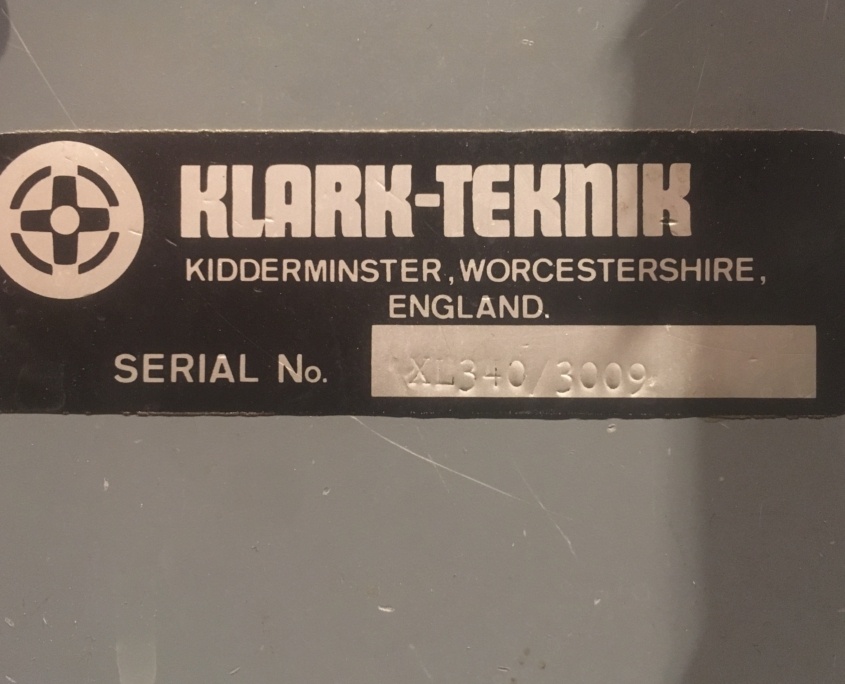 KLARK-TEKNIK
KIDDERMINSTER, WORCESTERSHIRE,
ENGLAND.
SERIAL No. XL340/3009